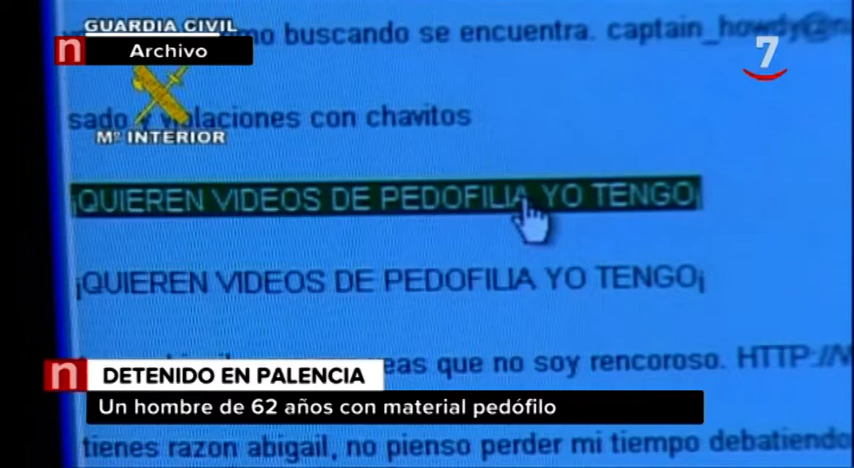 GUARDIA CIVIL
Archivo
buscando se encuentra.
7
sado y violaciones con chavitos
Mº INTERIOR
¡QUIEREN VIDEOS DE PEDOFILIA YO TENGO¡
¡QUIEREN VIDEOS DE PEDOFILIA YO TENGO¡
que no soy rencoroso.
n
DETENIDO EN PALENCIA
Un hombre de 62 años con material pedófilo
tienes razon abigail, no pienso perder mi tiempo debatiendo